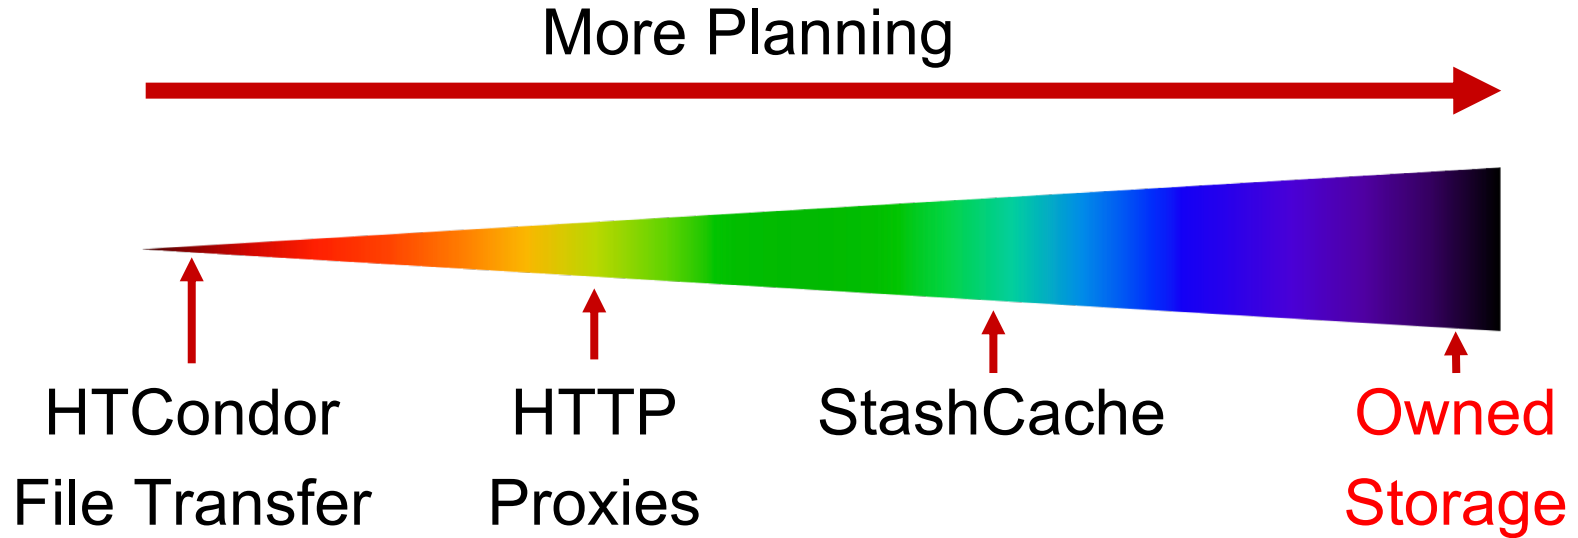 More Planning
HTCondor
File Transfer
HTTP
Proxies
StashCache
Owned
Storage